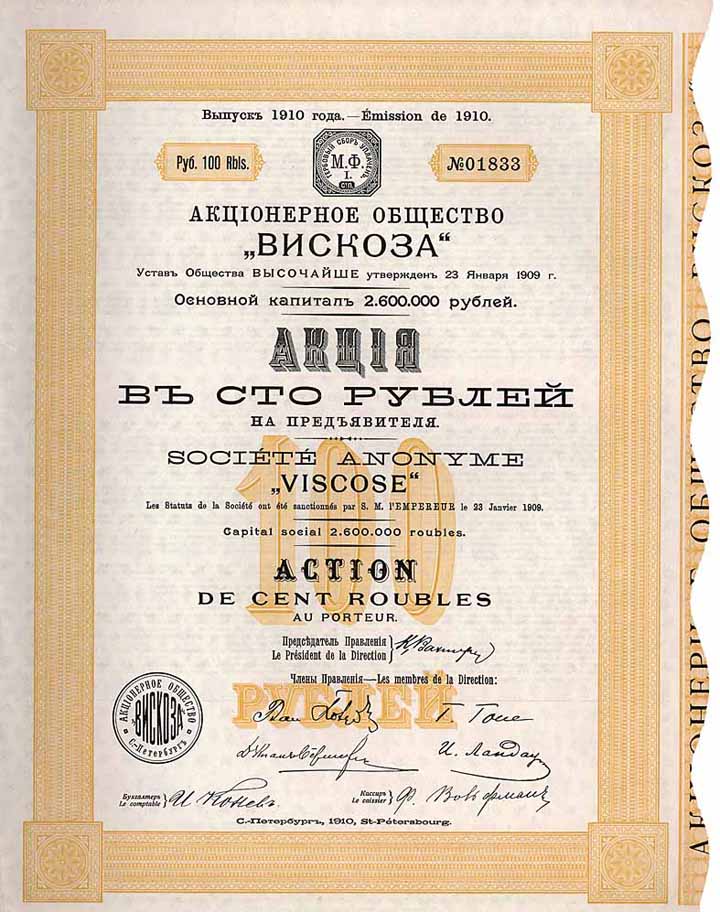 Выпускъ 1910 года.—Émission de 1910.
Руб. 100 Rbls.
ГЕРБОВЫЙ СБОРЪ УПЛАЧЕНЪ
М.Ф.
I.
СПБ.
№01833
АКЦІОНЕРНОЕ ОБЩЕСТВО
„ВИСКОЗА“
Уставъ Общества ВЫСОЧАЙШЕ утвержденъ 23 Января 1909 г.
Основной капиталъ 2.600.000 рублей.
АКЦІЯ
ВЪ СТО РУБЛЕЙ
НА ПРЕДЪЯВИТЕЛЯ.
100
SOCIÉTÉ ANONYME
„VISCOSE“
Les Statuts de la Société ont été sanctionnés par S. M. l'EMPEREUR le 23 Janvier 1909.
Capital social 2.600.000 roubles.
ACTION
DE CENT ROUBLES
AU PORTEUR.
Предсѣдатель Правленія
Le Président de la Direction
Члены Правленія—Les membres de la Direction:
РУБЛЕЙ
И. Ландау
АКЦІОНЕРНОЕ ОБЩЕСТВО
„ВИСКОЗА“
С-Петербургъ
Бухгалтеръ
Le comptable
Кассиръ
Le caissier
С.-Петербургъ, 1910, St-Pétersbourg.